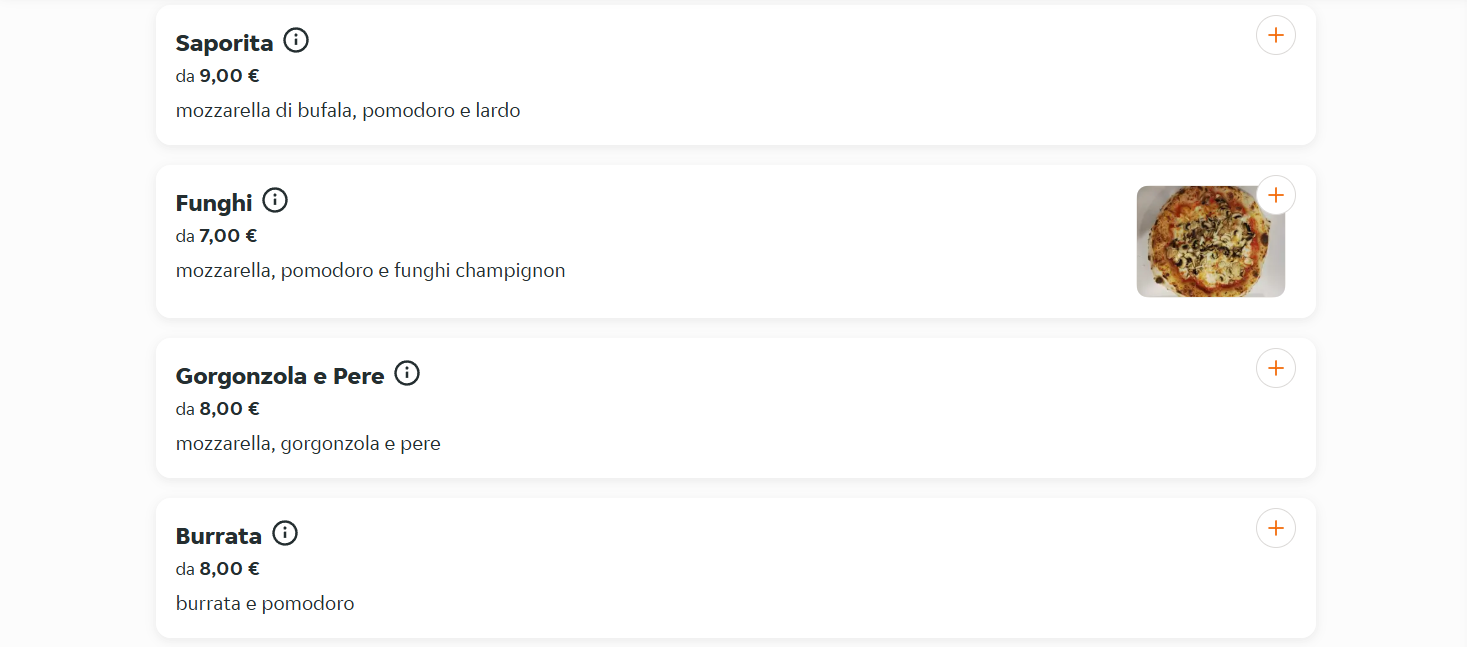 Saporita
da 9,00 €
mozzarella di bufala, pomodoro e lardo
Funghi
da 7,00 €
mozzarella, pomodoro e funghi champignon
Gorgonzola e Pere
da 8,00 €
mozzarella, gorgonzola e pere
Burrata
da 8,00 €
burrata e pomodoro